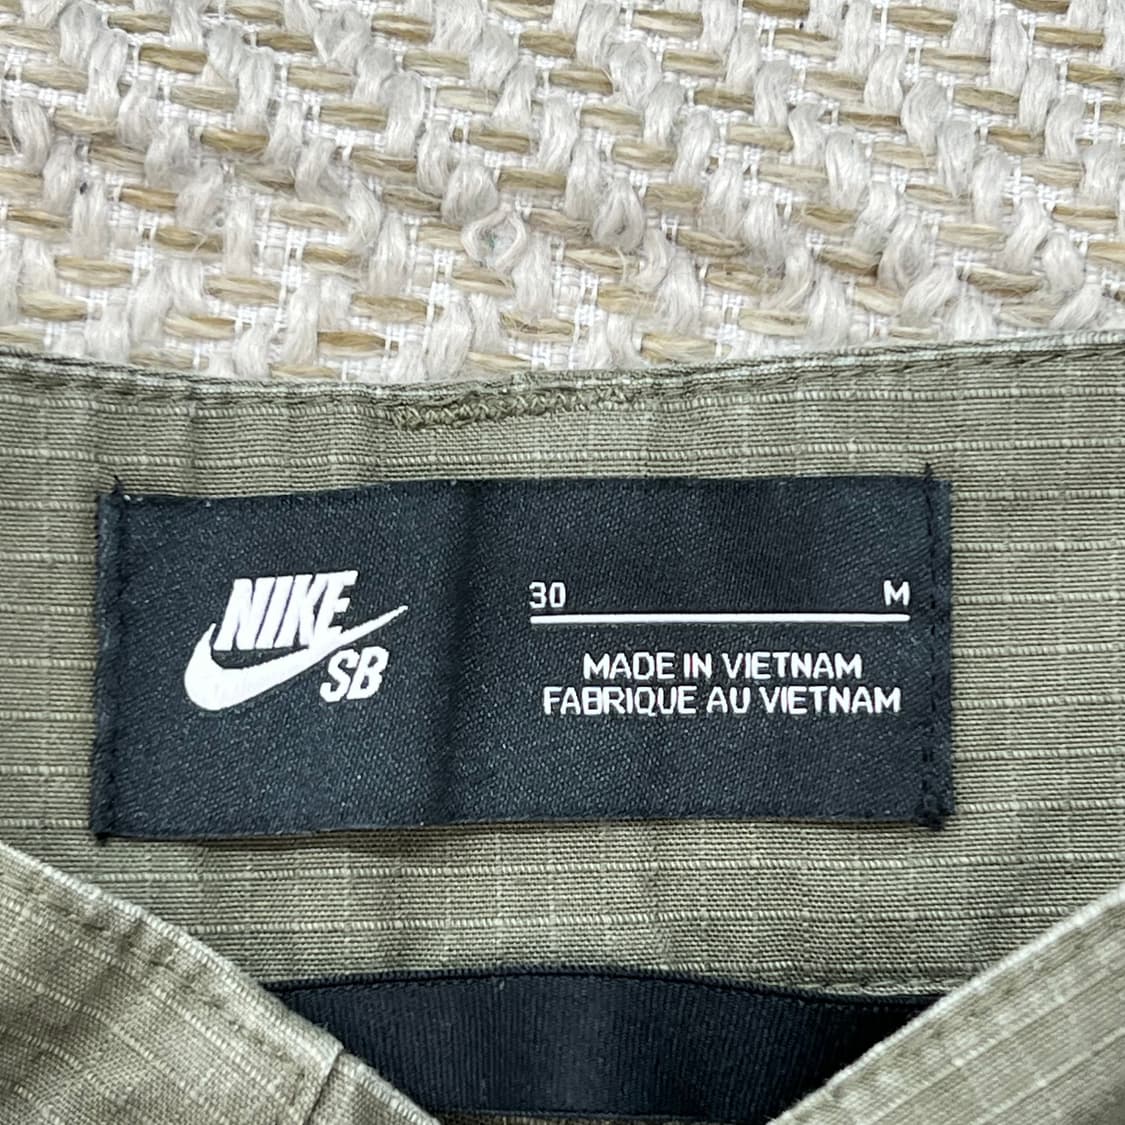 NIKE
SB
30 M
MADE IN VIETNAM
FABRIQUE AU VIETNAM